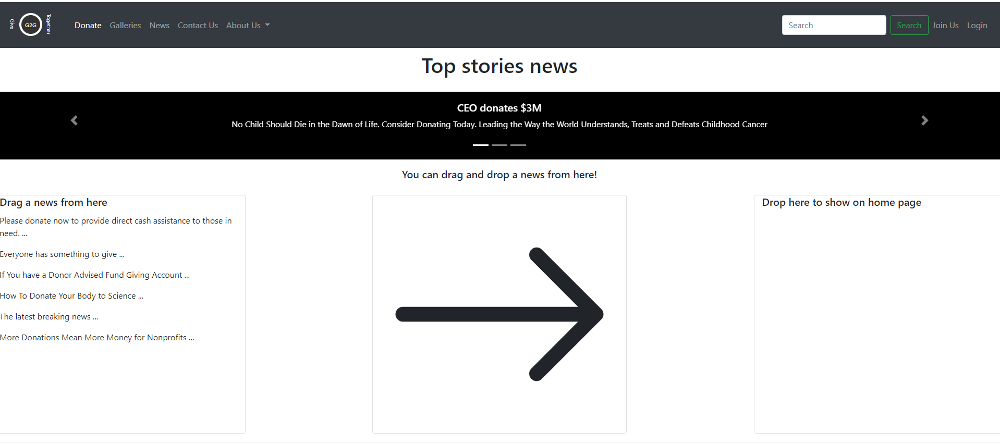 Give
G2G
Together
Donate
Galleries
News
Contact Us
About Us
Search
Search
Join Us
Login
Top stories news
CEO donates $3M
No Child Should Die in the Dawn of Life. Consider Donating Today. Leading the Way the World Understands, Treats and Defeats Childhood Cancer
You can drag and drop a news from here!
Drag a news from here
Please donate now to provide direct cash assistance to those in
need. ...
Everyone has something to give ...
If You have a Donor Advised Fund Giving Account ...
How To Donate Your Body to Science ...
The latest breaking news ...
More Donations Mean More Money for Nonprofits ...
Drop here to show on home page